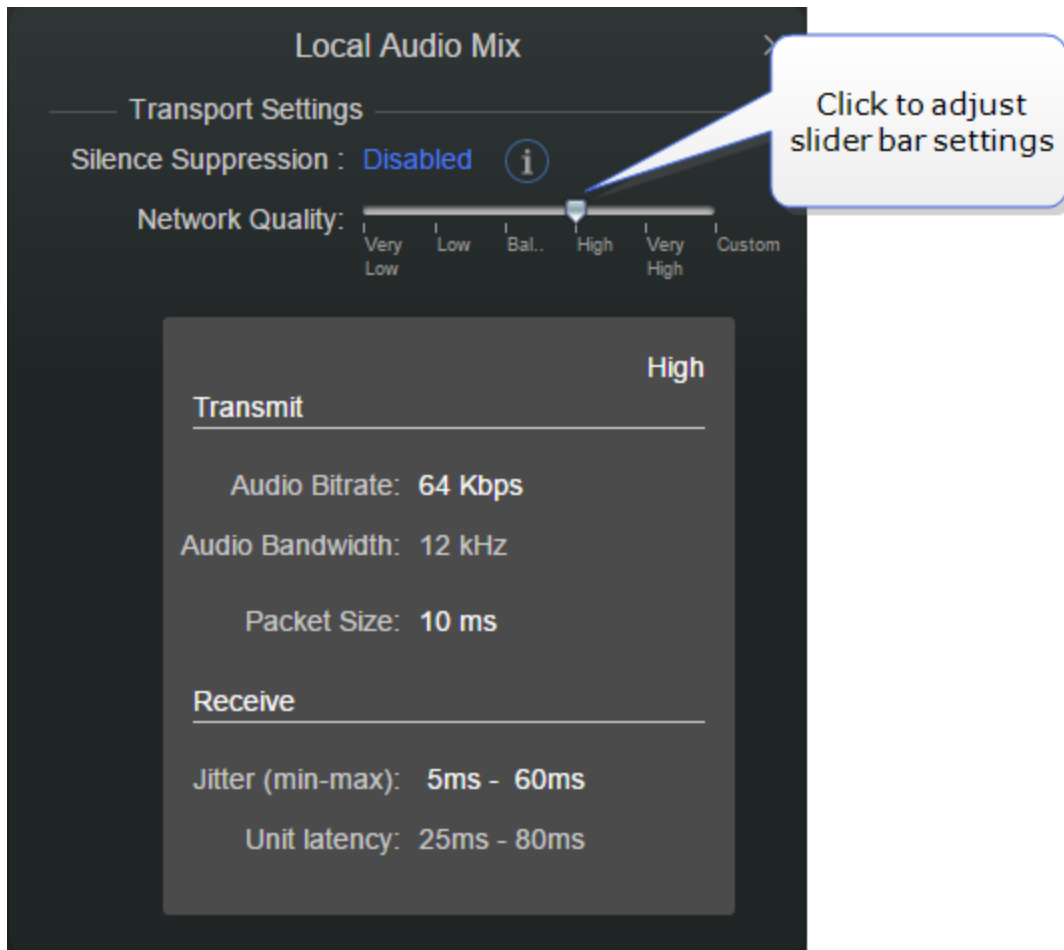 Local Audio Mix
Click to adjust
slider bar settings
Transport Settings
Silence Suppression : Disabled i
Network Quality:
Very Low Low Bal.. High Very High Custom
High
Transmit
Audio Bitrate: 64 Kbps
Audio Bandwidth: 12 kHz
Packet Size: 10 ms
Receive
Jitter (min-max): 5ms - 60ms
Unit latency: 25ms - 80ms